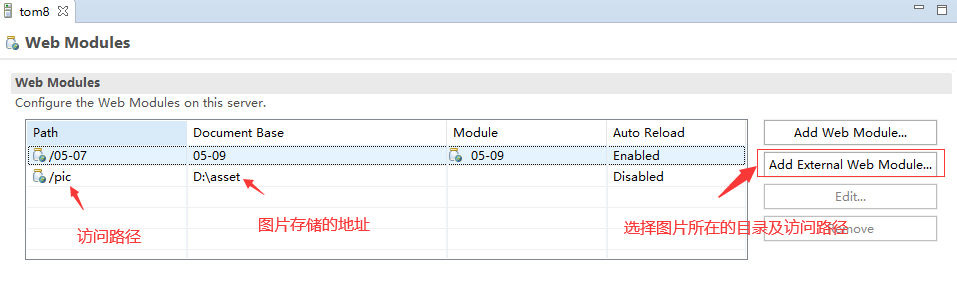 tom8
Web Modules
Web Modules
Configure the Web Modules on this server.
Path Document Base Module Auto Reload
/05-07 05-09 05-09 Enabled
/pic D:\asset Disabled
Add Web Module...
Add External Web Module...
Edit...
Remove
访问路径
图片存储的地址
选择图片所在的目录及访问路径